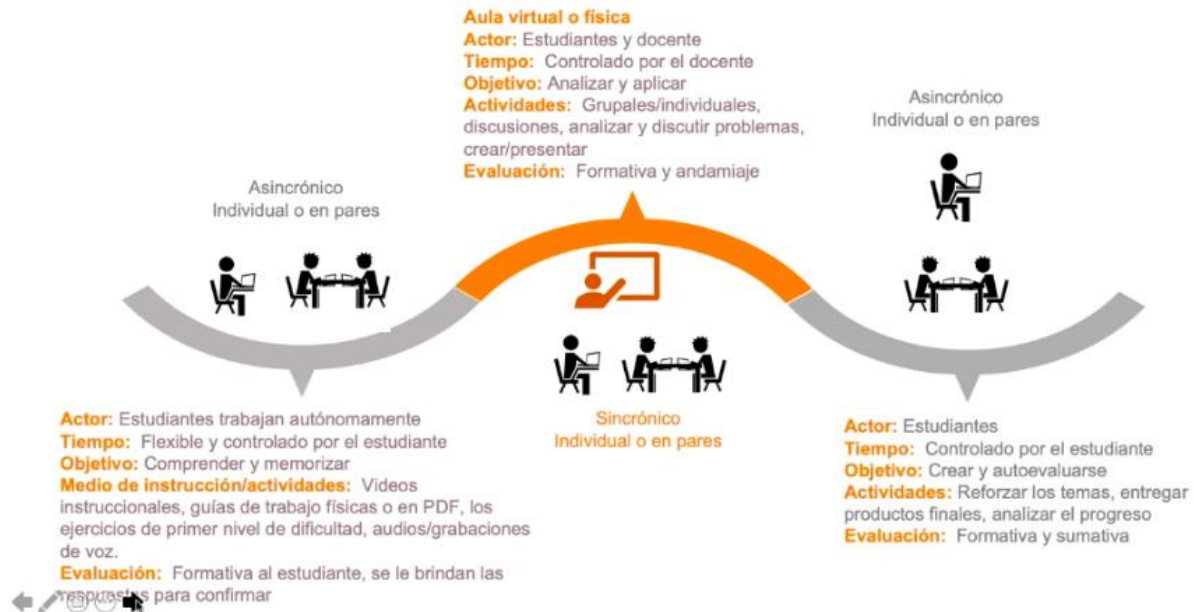 Asincrónico
Individual o en pares
Actor: Estudiantes trabajan autónomamente
Tiempo: Flexible y controlado por el estudiante
Objetivo: Comprender y memorizar
Medio de instrucción/actividades: Videos
instruccionales, guías de trabajo físicas o en PDF, los
ejercicios de primer nivel de dificultad, audios/grabaciones
de voz.
Evaluación: Formativa al estudiante, se le brindan las
respuestas para confirmar
Aula virtual o física
Actor: Estudiantes y docente
Tiempo: Controlado por el docente
Objetivo: Analizar y aplicar
Actividades: Grupales/individuales,
discusiones, analizar y discutir problemas,
crear/presentar
Evaluación: Formativa y andamiaje
Sincrónico
Individual o en pares
Asincrónico
Individual o en pares
Actor: Estudiantes
Tiempo: Controlado por el estudiante
Objetivo: Crear y autoevaluarse
Actividades: Reforzar los temas, entregar
productos finales, analizar el progreso
Evaluación: Formativa y sumativa